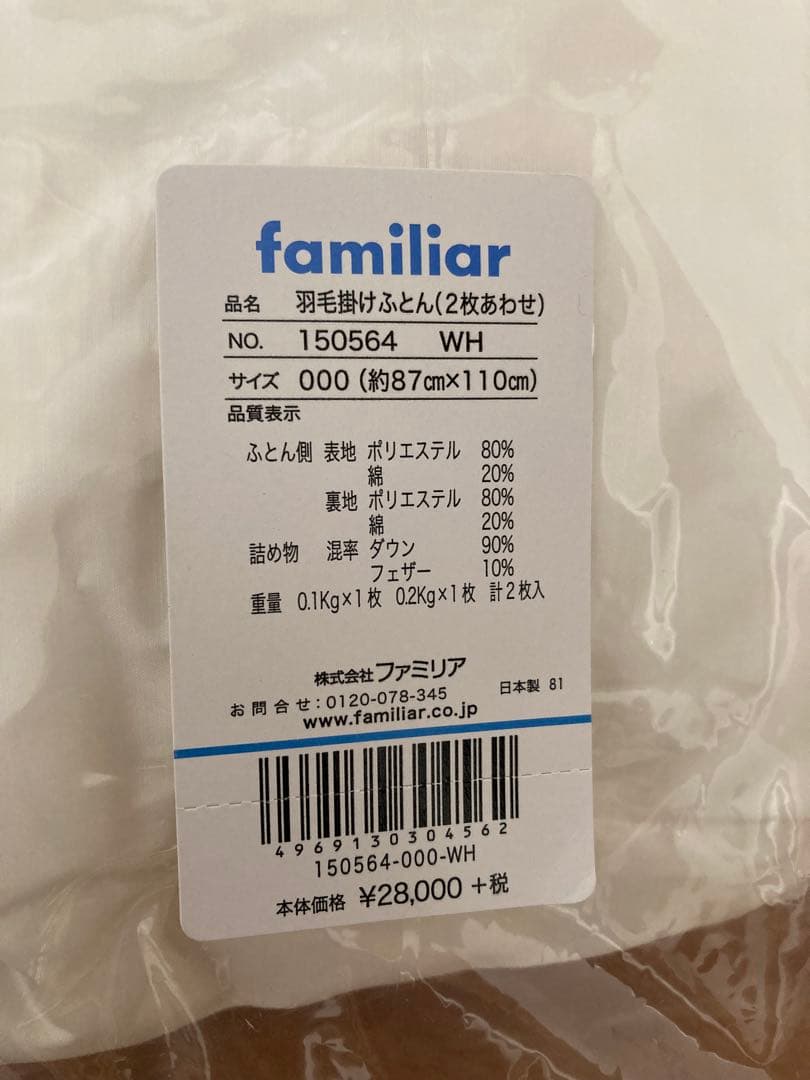 familiar
品名 羽毛掛けふとん(2枚あわせ)
NO. 150564 WH
サイズ 000 (約87cm×110cm)
品質表示
ふとん側 表地 ポリエステル 80%
綿 20%
裏地 ポリエステル 80%
綿 20%
詰め物 混率 ダウン 90%
フェザー 10%
重量 0.1Kg×1枚 0.2Kg×1枚 計2枚入
株式会社ファミリア
お問合せ:0120-078-345 日本製 81
www.familiar.co.jp
4969130304562
150564-000-WH
本体価格 ¥28,000 +税